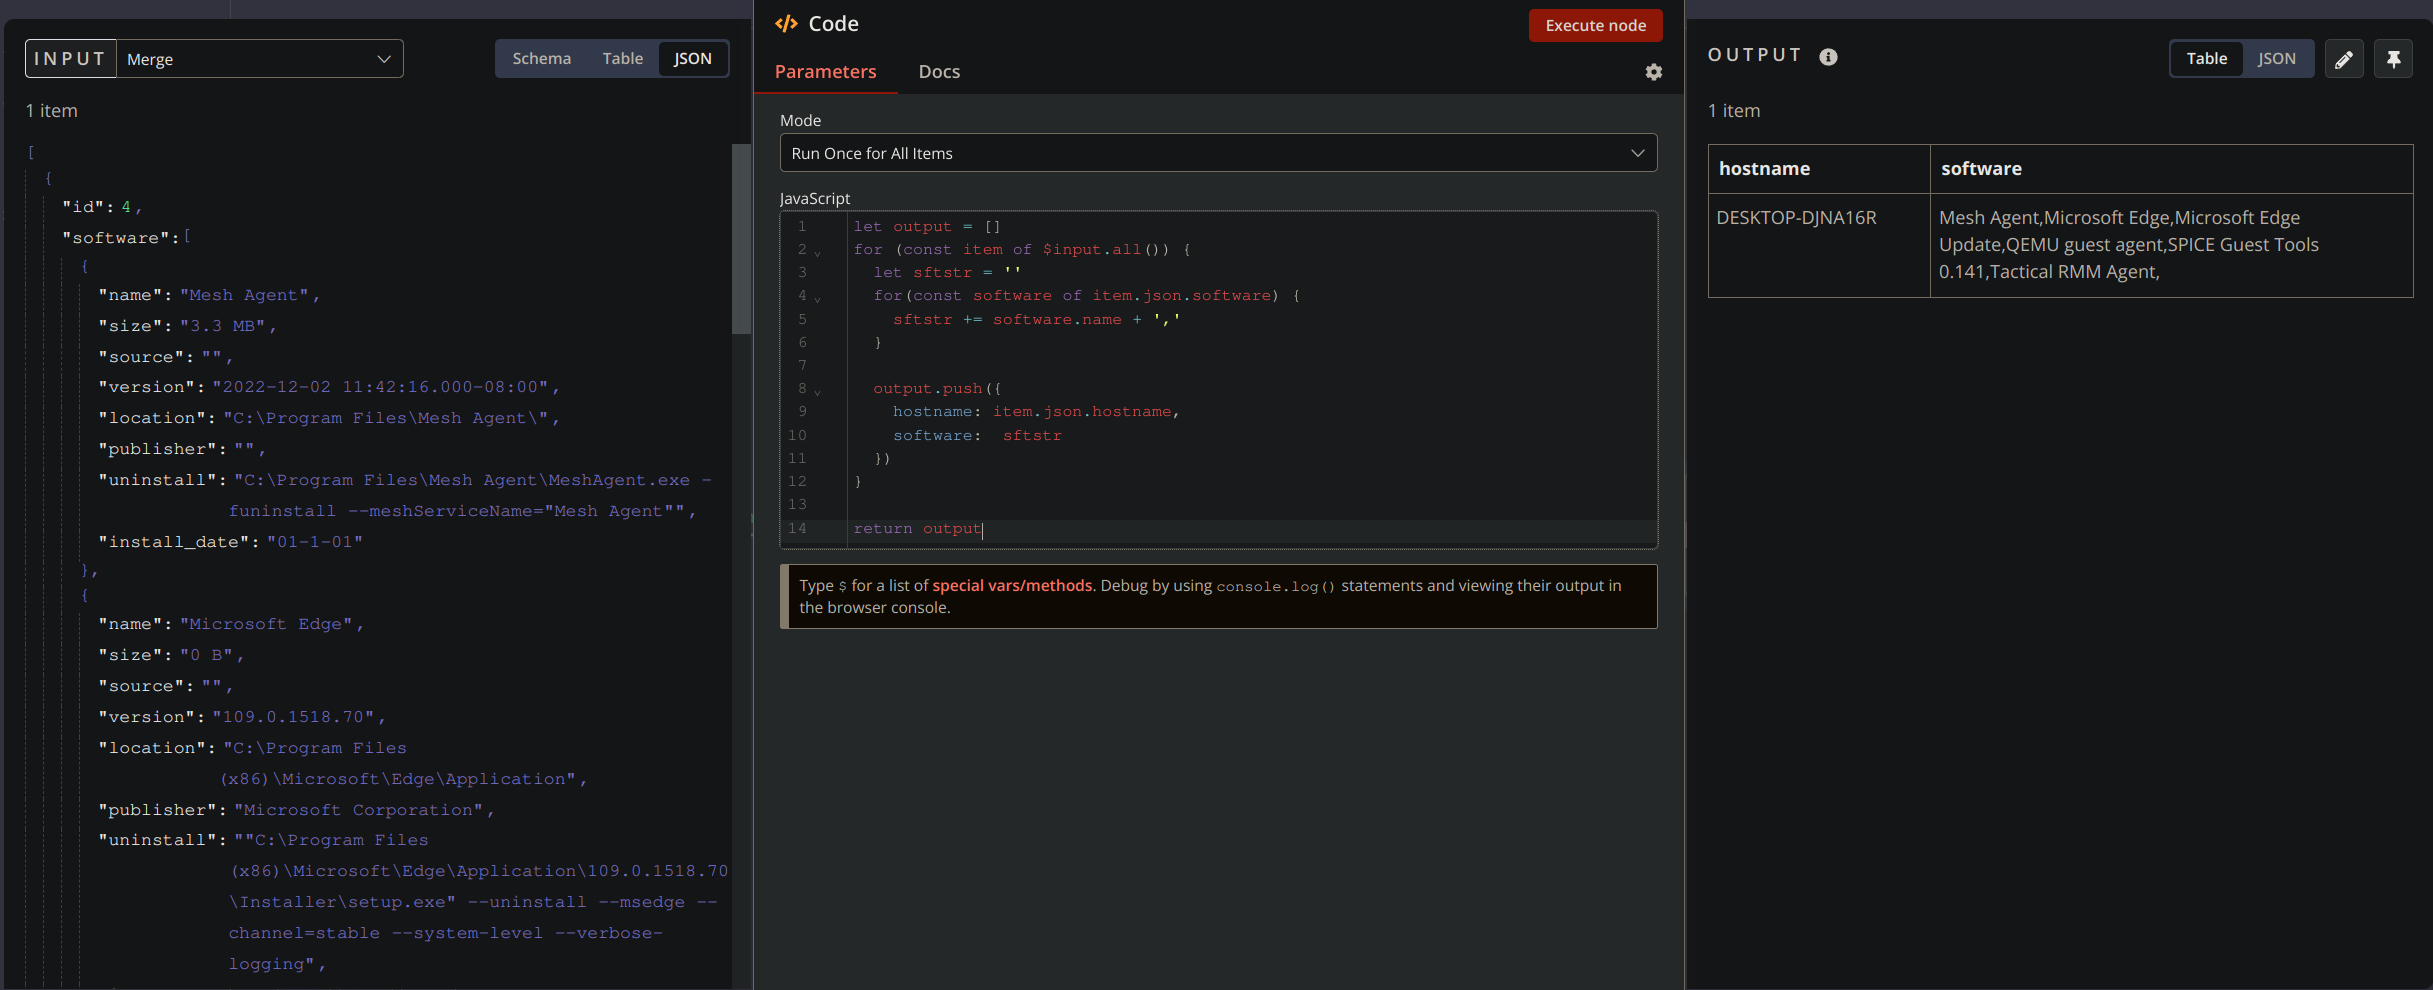 INPUT Merge
Schema Table JSON
1 item
[
{
"id": 4,
"software": [
{
"name": "Mesh Agent",
"size": "3.3 MB",
"source": "",
"version": "2022-12-02 11:42:16.000-08:00",
"location": "C:\Program Files\Mesh Agent\",
"publisher": "",
"uninstall": "C:\Program Files\Mesh Agent\MeshAgent.exe -
funinstall --meshServiceName="Mesh Agent"",
"install_date": "01-1-01"
},
{
"name": "Microsoft Edge",
"size": "0 B",
"source": "",
"version": "109.0.1518.70",
"location": "C:\Program Files
(x86)\Microsoft\Edge\Application",
"publisher": "Microsoft Corporation",
"uninstall": ""C:\Program Files
(x86)\Microsoft\Edge\Application\109.0.1518.70
\Installer\setup.exe" --uninstall --msedge --
channel=stable --system-level --verbose-
logging",
Code
Execute node
Parameters Docs
Mode
Run Once for All Items
JavaScript
1 let output = []
2 for (const item of $input.all()) {
3 let sftstr = ''
4 for(const software of item.json.software) {
5 sftstr += software.name + ','
6 }
7
8 output.push({
9 hostname: item.json.hostname,
10 software: sftstr
11 })
12 }
13
14 return output
Type $ for a list of special vars/methods. Debug by using console.log() statements and viewing their output in
the browser console.
OUTPUT
Table JSON
1 item
hostname software
DESKTOP-DJNA16R Mesh Agent,Microsoft Edge,Microsoft Edge
Update,QEMU guest agent,SPICE Guest Tools
0.141,Tactical RMM Agent,